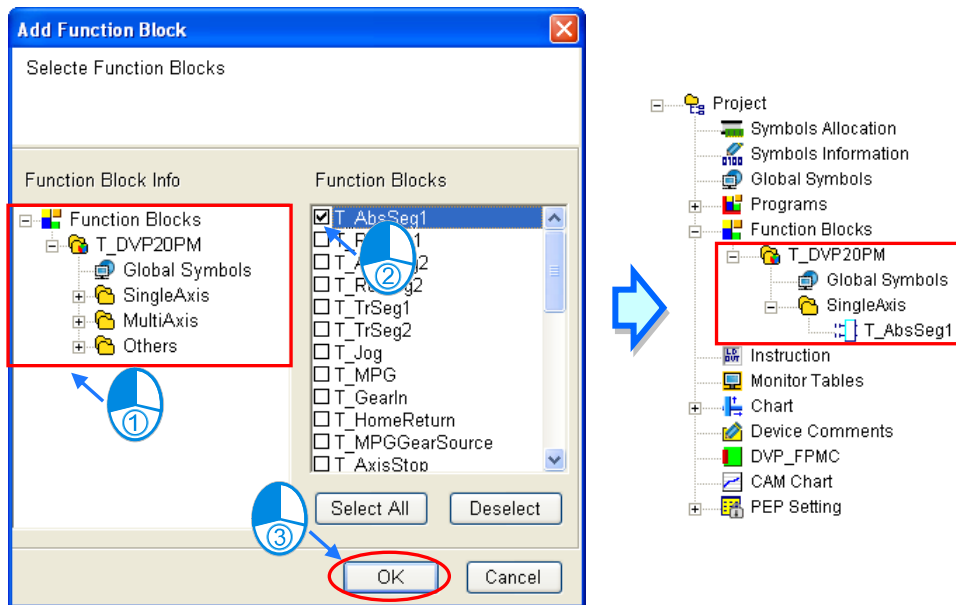 Add Function Block
Selecte Function Blocks
Function Block Info
Function Blocks
T_DVP20PM
Global Symbols
SingleAxis
MultiAxis
Others
①
Function Blocks
T_AbsSeg1
②
T_TrSeg1
T_TrSeg2
T_Jog
T_MPG
T_GearIn
T_HomeReturn
T_MPGGearSource
T_AxisStop
Select All
Deselect
③
OK
Cancel
Project
Symbols Allocation
Symbols Information
Global Symbols
Programs
Function Blocks
T_DVP20PM
Global Symbols
SingleAxis
T_AbsSeg1
Instruction
Monitor Tables
Chart
Device Comments
DVP_FPMC
CAM Chart
PEP Setting